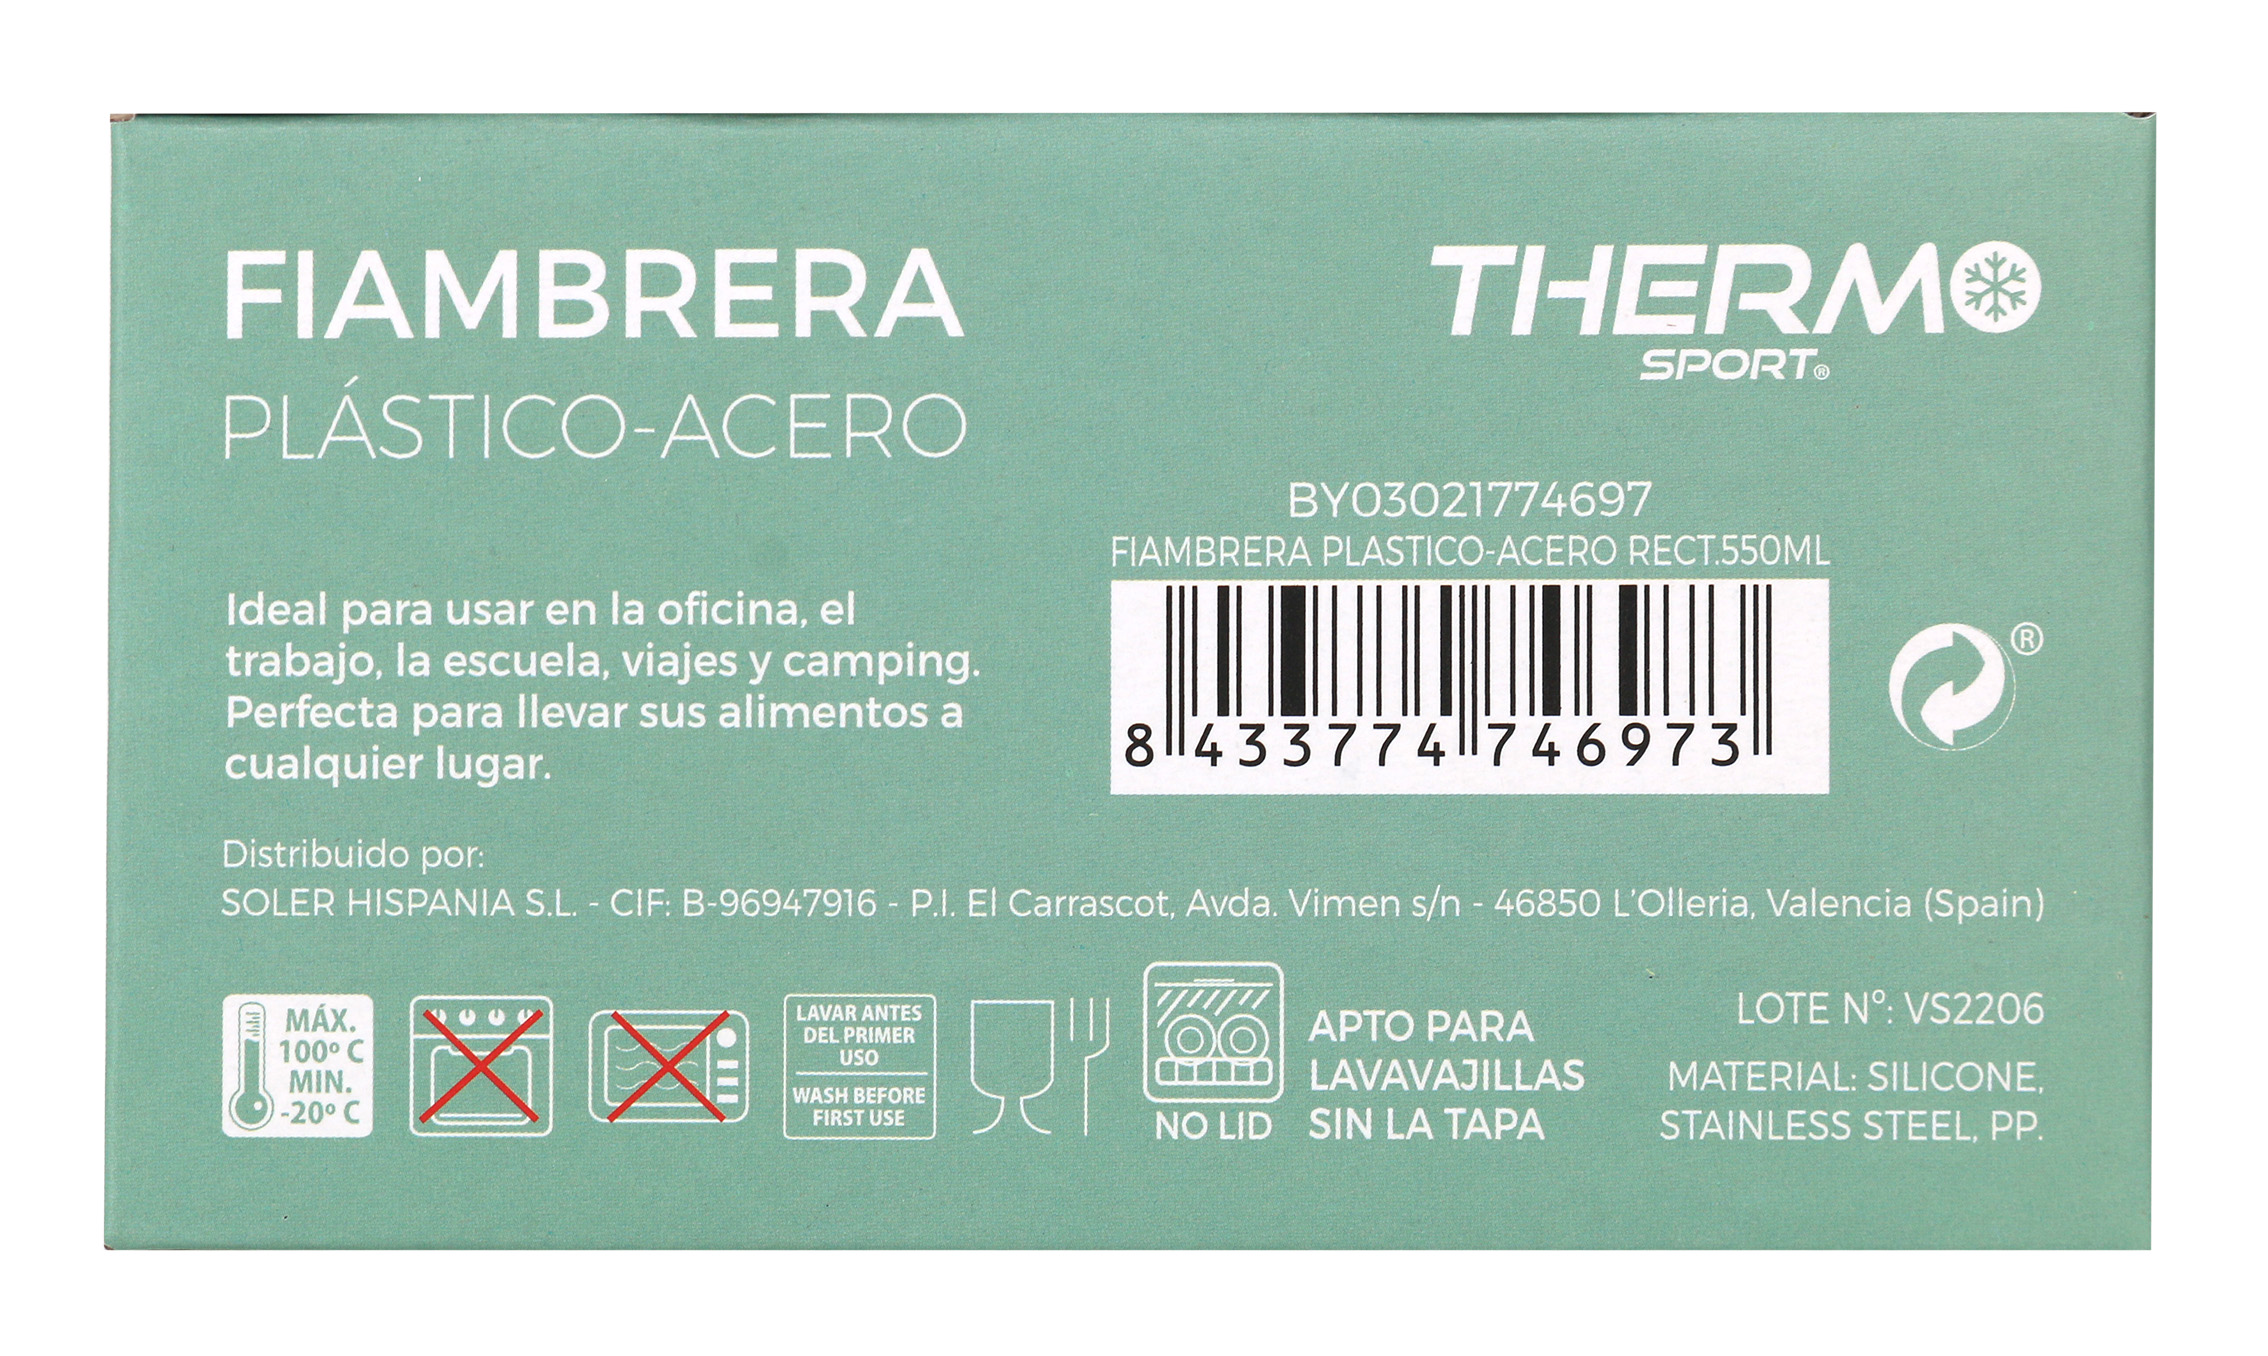 FIAMBRERA
PLÁSTICO-ACERO
THERMO
SPORT®
BY03021774697
FIAMBRERA PLASTICO-ACERO RECT.550ML
8 433774 746973
®
Ideal para usar en la oficina, el
trabajo, la escuela, viajes y camping.
Perfecta para llevar sus alimentos a
cualquier lugar.
Distribuido por:
SOLER HISPANIA S.L. - CIF: B-96947916 - P.I. El Carrascot, Avda. Vimen s/n - 46850 L'Olleria, Valencia (Spain)
MÁX.
100º C
MIN.
-20º C
LAVAR ANTES
DEL PRIMER
USO
WASH BEFORE
FIRST USE
NO LID
APTO PARA
LAVAVAJILLAS
SIN LA TAPA
LOTE Nº: VS2206
MATERIAL: SILICONE,
STAINLESS STEEL, PP.